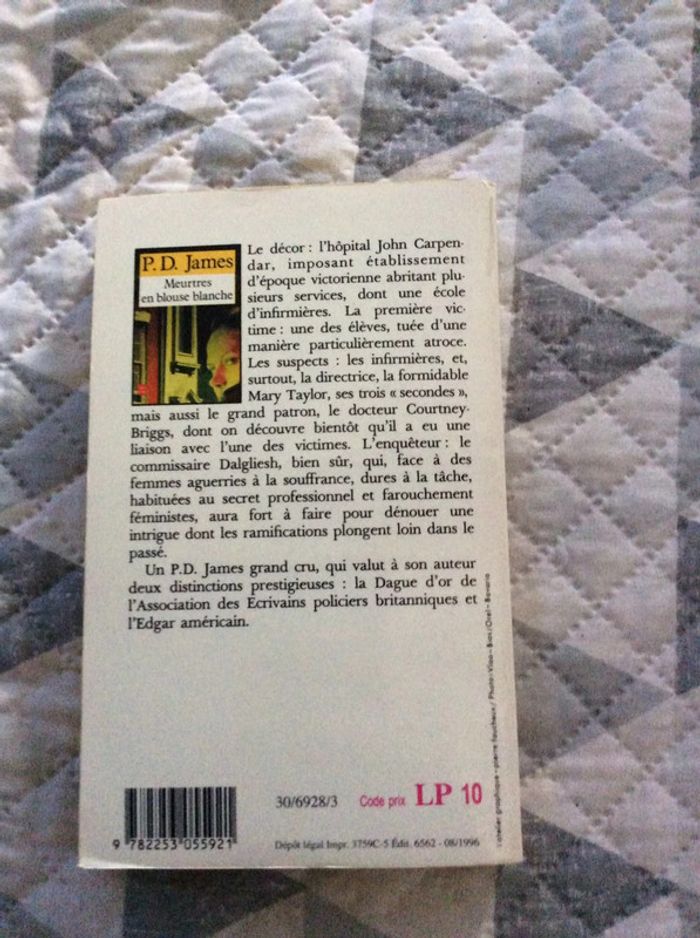 P.D. James
Meurtres
en blouse blanche
Le décor : l'hôpital John Carpen-
dar, imposant établissement
d'époque victorienne abritant plu-
sieurs services, dont une école
d'infirmières. La première vic-
time : une des élèves, tuée d'une
manière particulièrement atroce.
Les suspects : les infirmières, et,
surtout, la directrice, la formidable
Mary Taylor, ses trois « secondes »,
mais aussi le grand patron, le docteur Courtney-
Briggs, dont on découvre bientôt qu'il a eu une
liaison avec l'une des victimes. L'enquêteur : le
commissaire Dalgliesh, bien sûr, qui, face à des
femmes aguerries à la souffrance, dures à la tâche,
habituées au secret professionnel et farouchement
féministes, aura fort à faire pour dénouer une
intrigue dont les ramifications plongent loin dans le
passé.
Un P.D. James grand cru, qui valut à son auteur
deux distinctions prestigieuses : la Dague d'or de
l'Association des Ecrivains policiers britanniques et
l'Edgar américain.
l'atelier graphique - pierre faucheux / Photo: Vloo - Bavaria
30/6928/3 Code prix LP 10
9 782253 055921
Dépôt légal Impr. 3759C-5 Édit. 6562 - 08/1996